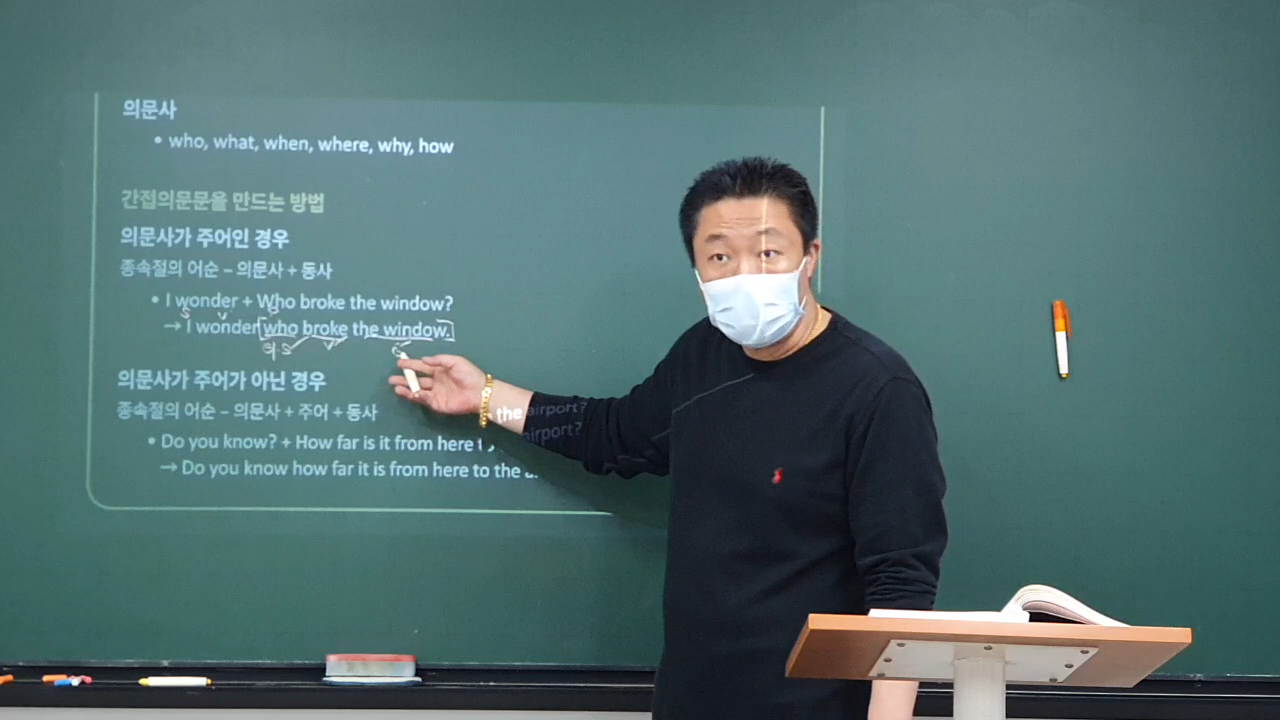 의문사
• who, what, when, where, why, how
간접의문문을 만드는 방법
의문사가 주어인 경우
종속절의 어순 – 의문사 + 동사
• I wonder + Who broke the window?
S V
→ I wonder [who broke the window.]
S V O
의문사가 주어가 아닌 경우
종속절의 어순 – 의문사 + 주어 + 동사
• Do you know? + How far is it from here to the airport?
→ Do you know how far it is from here to the airport?